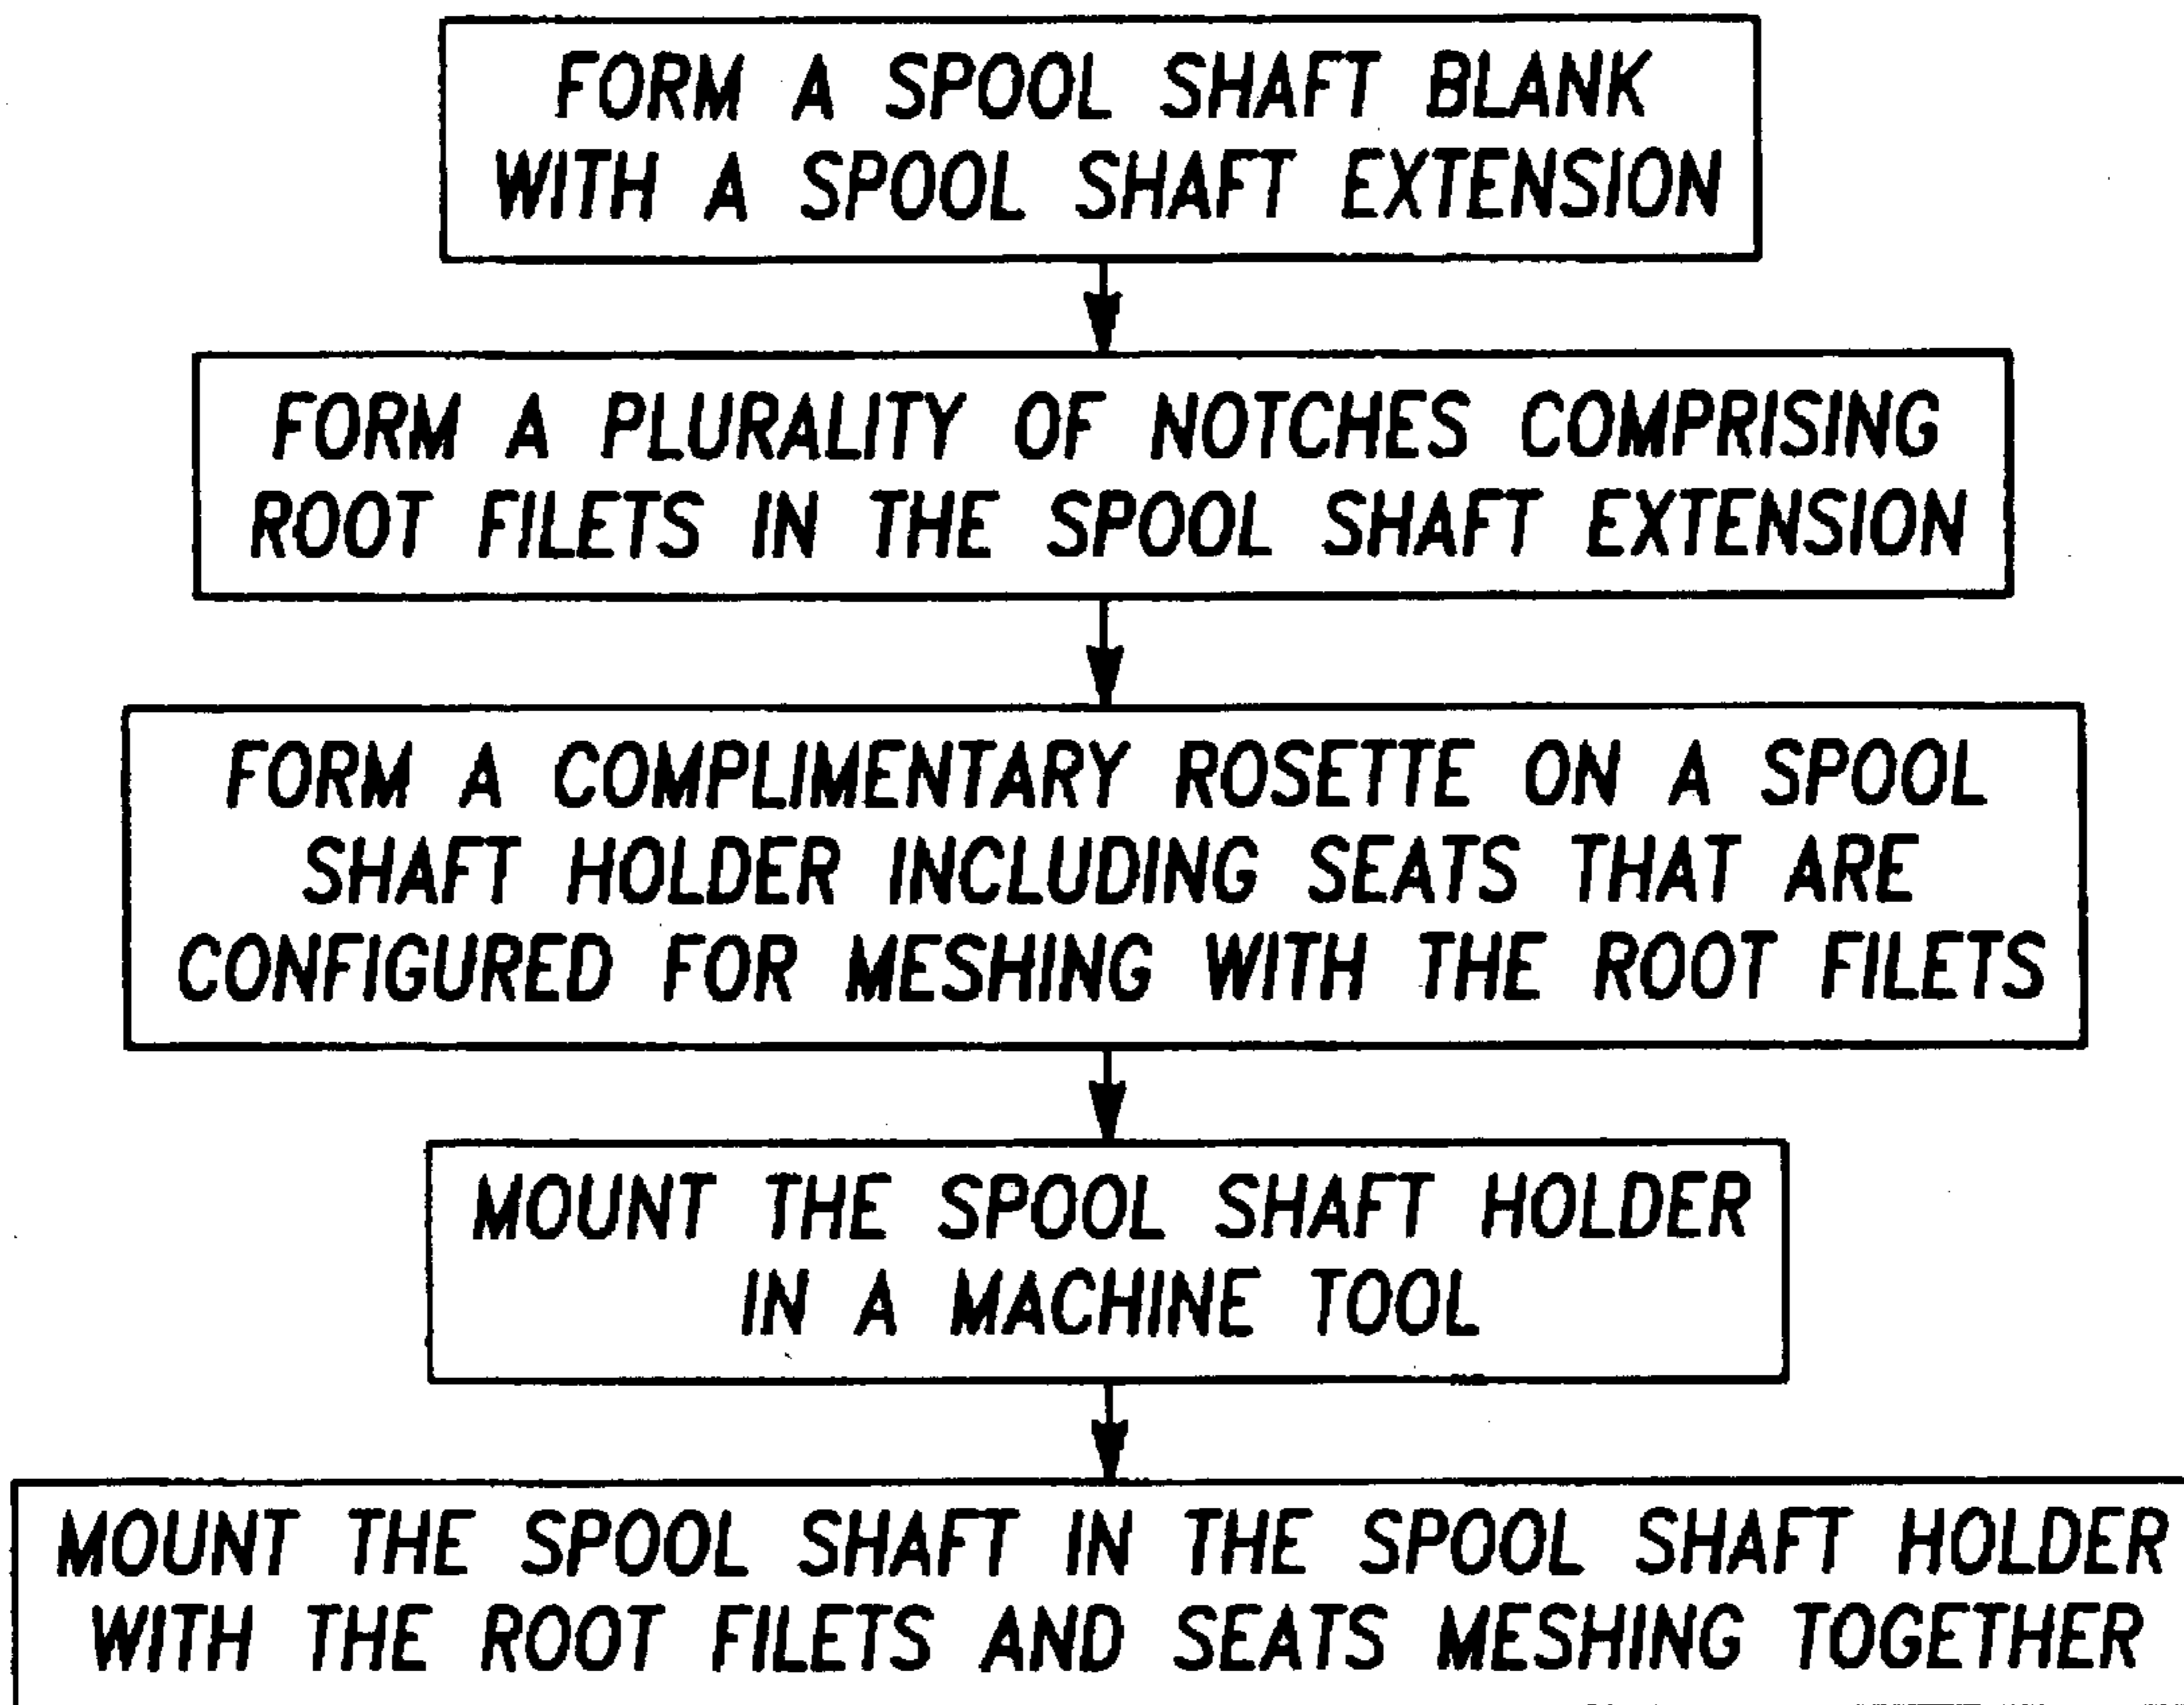 FORM A SPOOL SHAFT BLANK
WITH A SPOOL SHAFT EXTENSION
FORM A PLURALITY OF NOTCHES COMPRISING
ROOT FILETS IN THE SPOOL SHAFT EXTENSION
FORM A COMPLIMENTARY ROSETTE ON A SPOOL
SHAFT HOLDER INCLUDING SEATS THAT ARE
CONFIGURED FOR MESHING WITH THE ROOT FILETS
MOUNT THE SPOOL SHAFT HOLDER
IN A MACHINE TOOL
MOUNT THE SPOOL SHAFT IN THE SPOOL SHAFT HOLDER
WITH THE ROOT FILETS AND SEATS MESHING TOGETHER